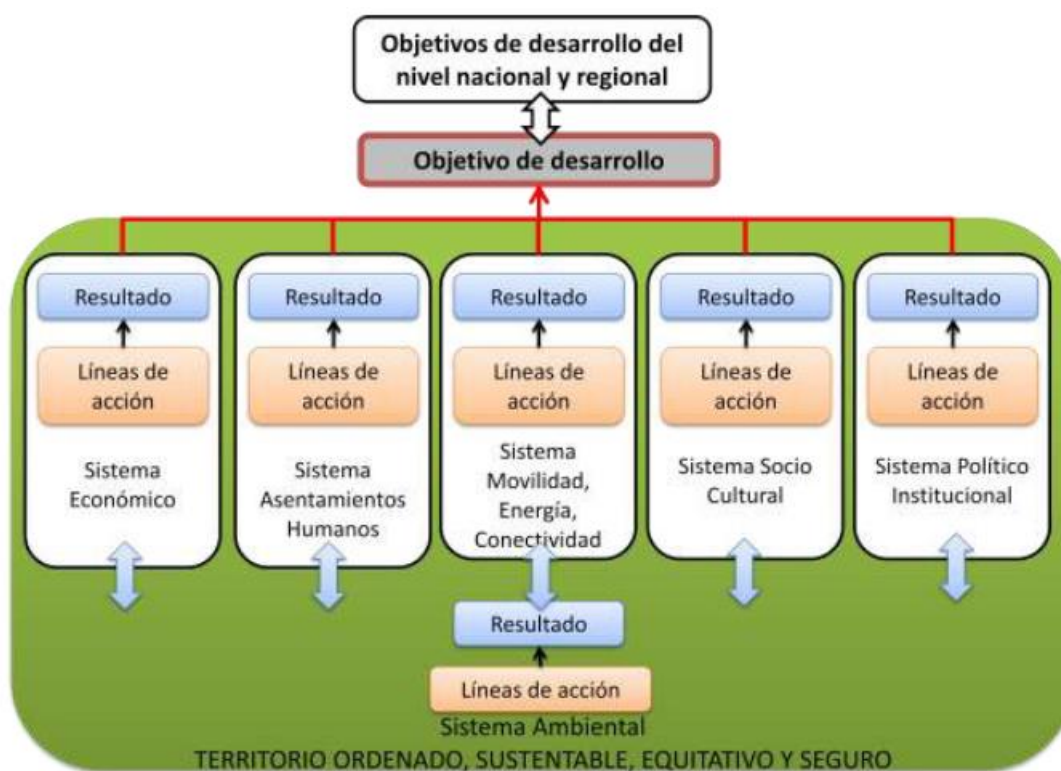 Objetivos de desarrollo del
nivel nacional y regional
Objetivo de desarrollo
Resultado
Líneas de
acción
Sistema
Económico
Resultado
Líneas de
acción
Sistema
Asentamientos
Humanos
Resultado
Líneas de
acción
Sistema
Movilidad,
Energía,
Conectividad
Resultado
Líneas de
acción
Sistema Socio
Cultural
Resultado
Líneas de
acción
Sistema Político
Institucional
Resultado
Líneas de acción
Sistema Ambiental
TERRITORIO ORDENADO, SUSTENTABLE, EQUITATIVO Y SEGURO